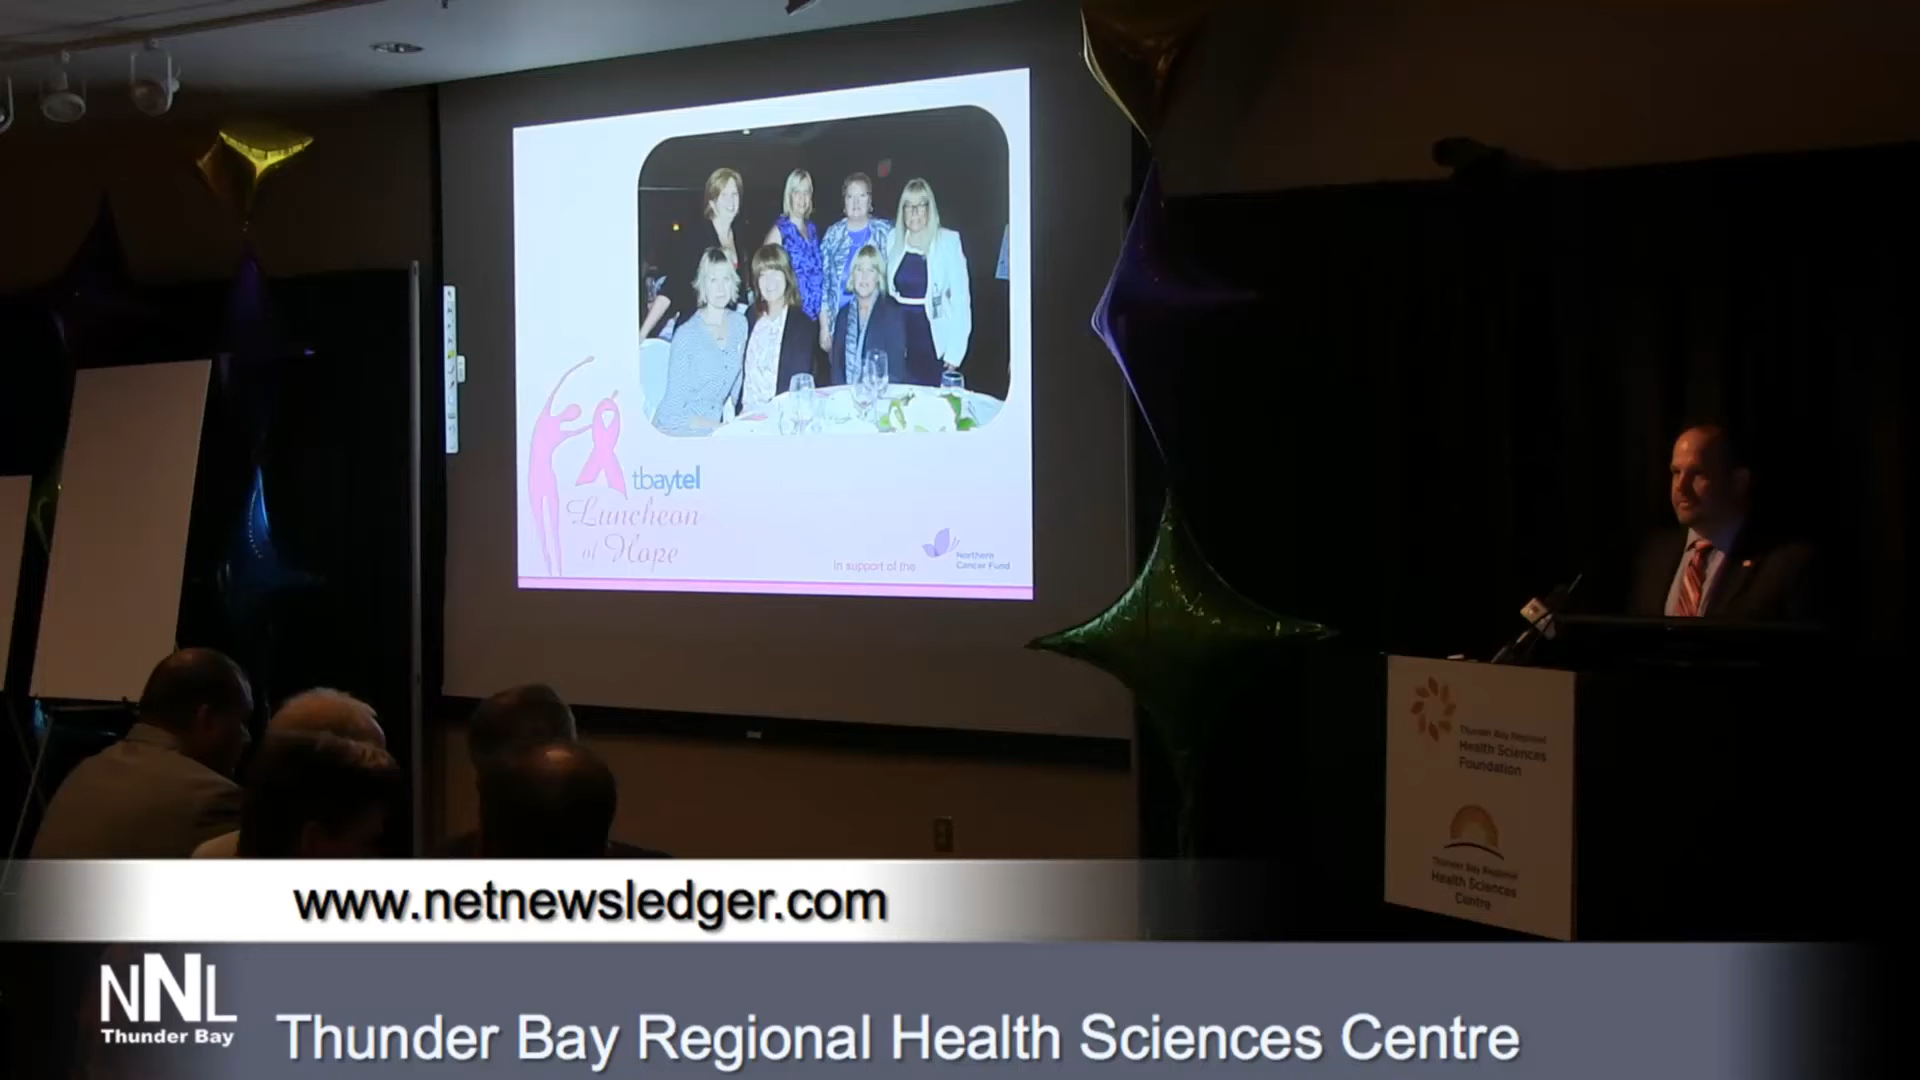 tbaytel
Luncheon
of Hope
In support of the
Northern
Cancer Fund
Thunder Bay Regional
Health Sciences
Foundation
Thunder Bay Regional
Health Sciences
Centre
www.netnewsledger.com
NNL
Thunder Bay
Thunder Bay Regional Health Sciences Centre